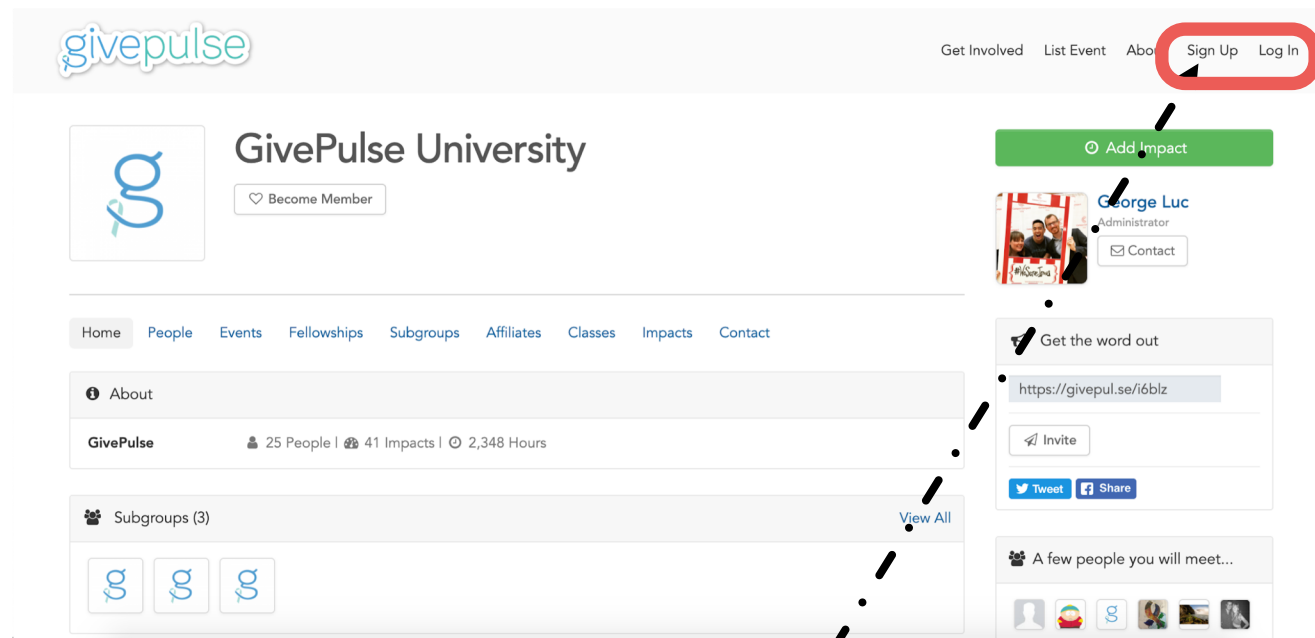 givepulse
Get Involved List Event Abou Sign Up Log In
GivePulse University
Become Member
Add Impact
George Luc
Administrator
Contact
Home People Events Fellowships Subgroups Affiliates Classes Impacts Contact
About
GivePulse 25 People | 41 Impacts | 2,348 Hours
Subgroups (3) View All
Get the word out
https://givepul.se/i6blz
Invite
Tweet Share
A few people you will meet...